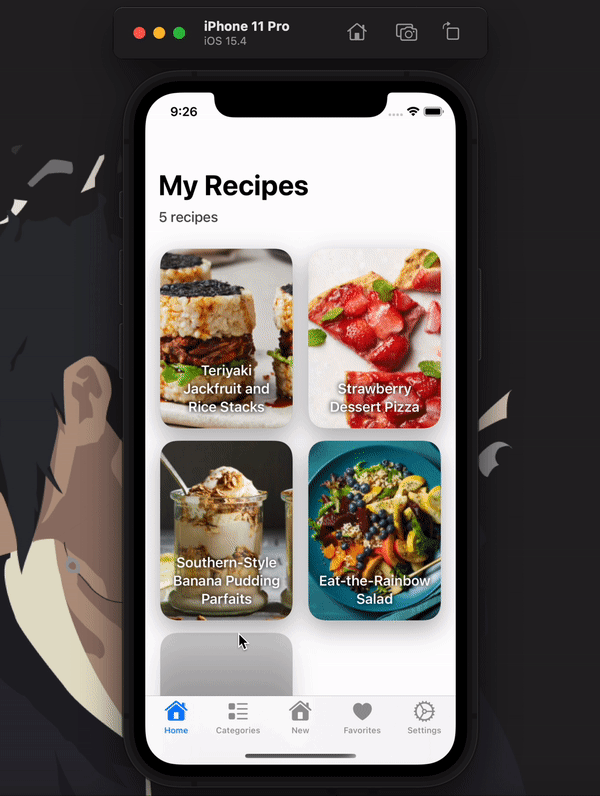 iPhone 11 Pro
iOS 15.4
9:26
My Recipes
5 recipes
Teriyaki
Jackfruit and
Rice Stacks
Strawberry
Dessert Pizza
Southern-Style
Banana Pudding
Parfaits
Eat-the-Rainbow
Salad
Home
Categories
New
Favorites
Settings